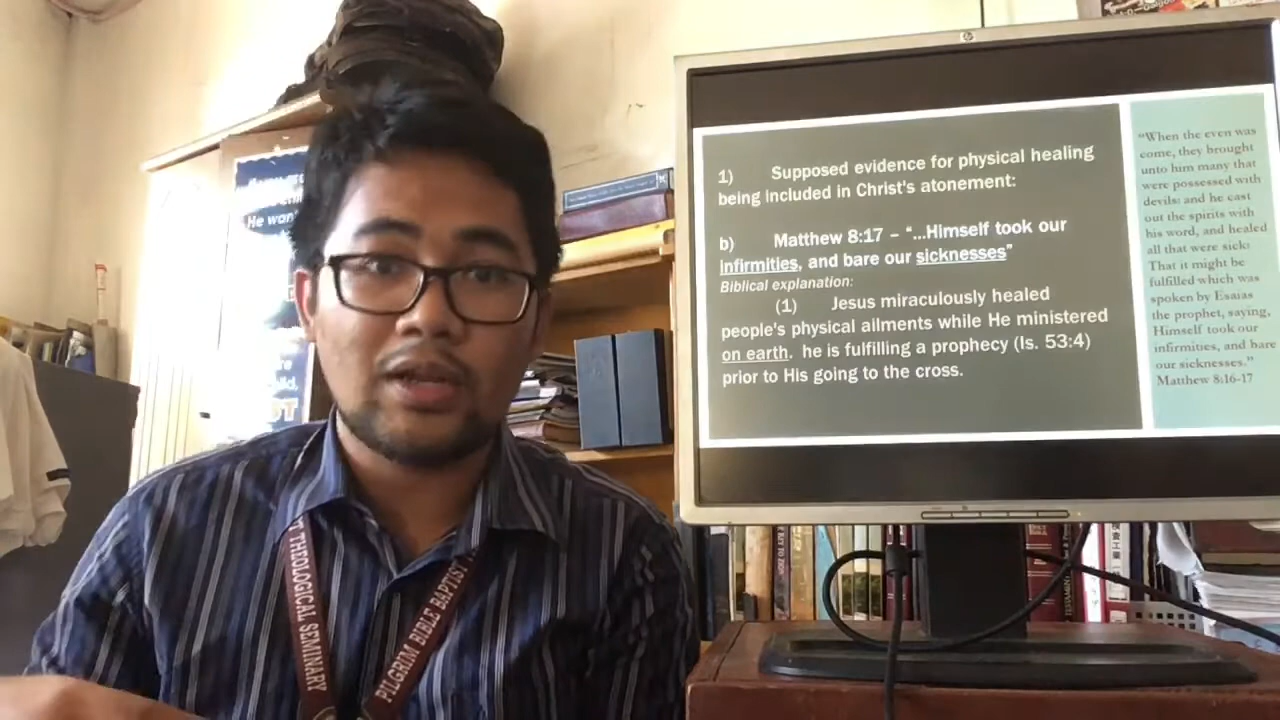 1) Supposed evidence for physical healing
being included in Christ's atonement:
b) Matthew 8:17 – “...Himself took our
infirmities, and bare our sicknesses”
Biblical explanation:
(1) Jesus miraculously healed
people's physical ailments while He ministered
on earth. he is fulfilling a prophecy (Is. 53:4)
prior to His going to the cross.
“When the even was
come, they brought
unto him many that
were possessed with
devils: and he cast
out the spirits with
his word, and healed
all that were sick:
That it might be
fulfilled which was
spoken by Esaias
the prophet, saying,
Himself took our
infirmities, and bare
our sicknesses.”
Matthew 8:16-17
THEOLOGICAL SEMINARY
PILGRIM BIBLE BAPTIST
He
hp